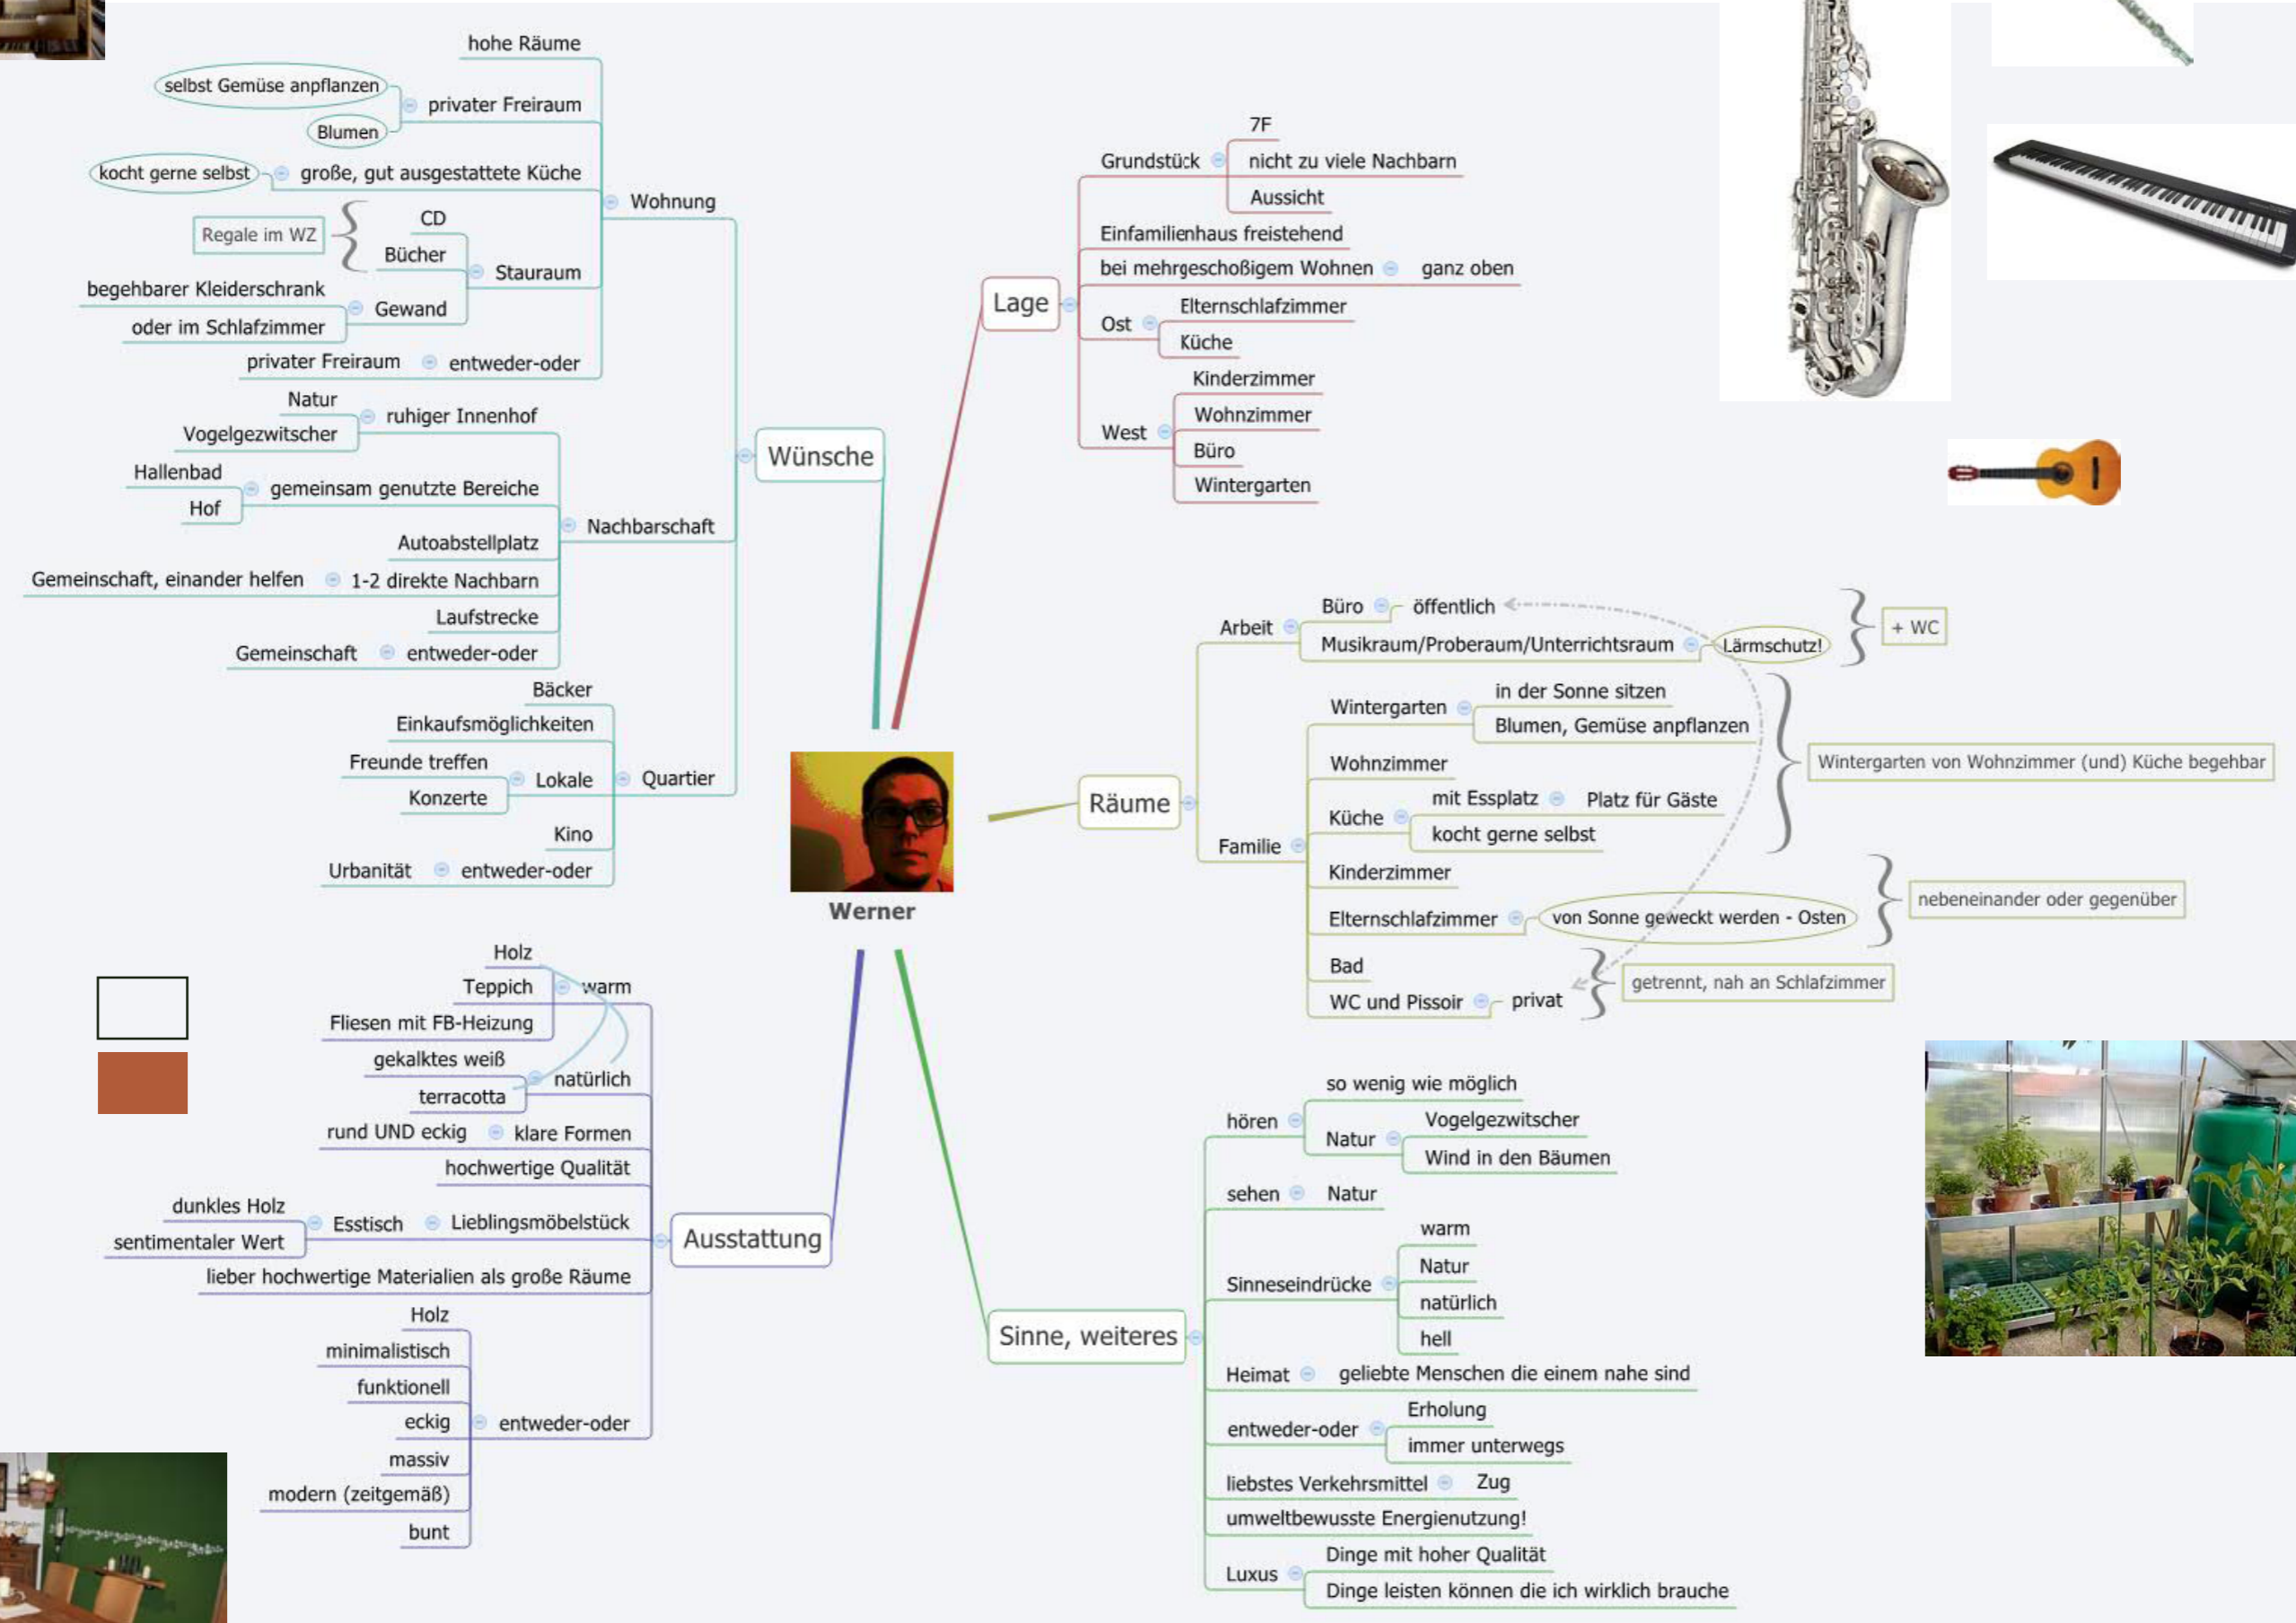 hohe Räume
selbst Gemüse anpflanzen
privater Freiraum
Blumen
kocht gerne selbst
große, gut ausgestattete Küche
Wohnung
CD
Regale im WZ
Bücher
Stauraum
begehbarer Kleiderschrank
Gewand
oder im Schlafzimmer
privater Freiraum
entweder-oder
Natur
ruhiger Innenhof
Vogelgezwitscher
Wünsche
Hallenbad
gemeinsam genutzte Bereiche
Hof
Nachbarschaft
Autoabstellplatz
Gemeinschaft, einander helfen
1-2 direkte Nachbarn
Laufstrecke
Gemeinschaft
entweder-oder
Bäcker
Einkaufsmöglichkeiten
Freunde treffen
Lokale
Quartier
Konzerte
Kino
Urbanität
entweder-oder
7F
Grundstück
nicht zu viele Nachbarn
Aussicht
Einfamilienhaus freistehend
bei mehrgeschoßigem Wohnen
ganz oben
Lage
Elternschlafzimmer
Ost
Küche
Kinderzimmer
Wohnzimmer
West
Büro
Wintergarten
Büro
öffentlich
Arbeit
Musikraum/Proberaum/Unterrichtsraum
Lärmschutz!
+ WC
in der Sonne sitzen
Wintergarten
Blumen, Gemüse anpflanzen
Wohnzimmer
Wintergarten von Wohnzimmer (und) Küche begehbar
Räume
mit Essplatz
Platz für Gäste
Küche
kocht gerne selbst
Familie
Kinderzimmer
Elternschlafzimmer
von Sonne geweckt werden - Osten
nebeneinander oder gegenüber
Bad
getrennt, nah an Schlafzimmer
WC und Pissoir
privat
Werner
Holz
Teppich
warm
Fliesen mit FB-Heizung
gekalktes weiß
natürlich
terracotta
rund UND eckig
klare Formen
hochwertige Qualität
dunkles Holz
Esstisch
Lieblingsmöbelstück
sentimentaler Wert
Ausstattung
lieber hochwertige Materialien als große Räume
Holz
minimalistisch
funktionell
eckig
entweder-oder
massiv
modern (zeitgemäß)
bunt
so wenig wie möglich
hören
Vogelgezwitscher
Natur
Wind in den Bäumen
sehen
Natur
warm
Natur
Sinneseindrücke
natürlich
hell
Sinne, weiteres
Heimat
geliebte Menschen die einem nahe sind
Erholung
entweder-oder
immer unterwegs
liebstes Verkehrsmittel
Zug
umweltbewusste Energienutzung!
Dinge mit hoher Qualität
Luxus
Dinge leisten können die ich wirklich brauche